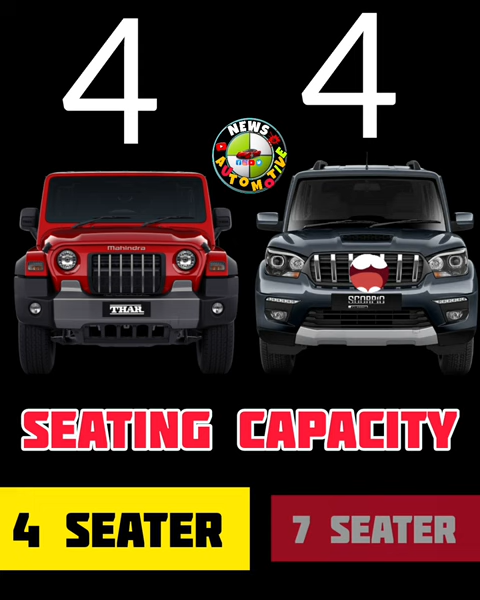 4 4
NEWS
AUTOMOTIVE
Mahindra
THAR
SCORPIO
SEATING CAPACITY
4 SEATER 7 SEATER